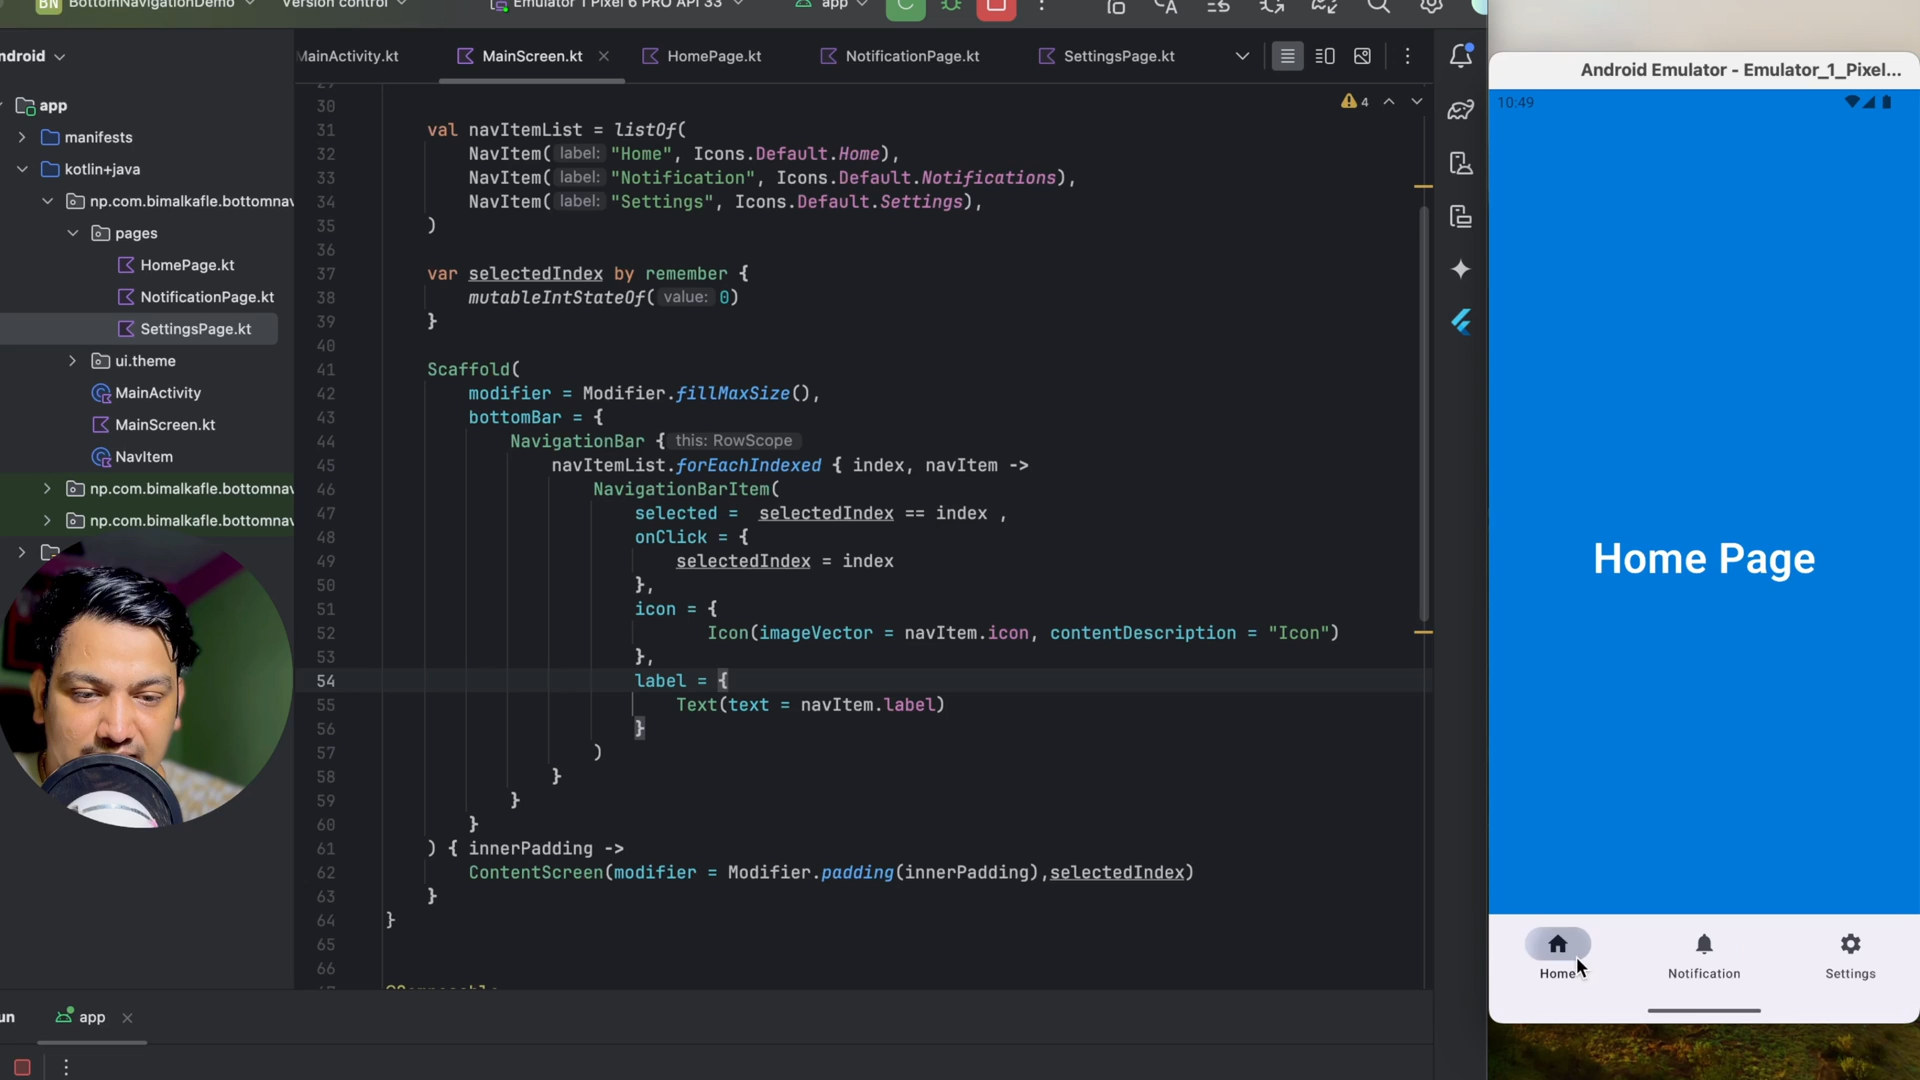 BN BottomNavigationDemo Version control Emulator 1 Pixel 6 PRO API 33 app
ndroid
MainActivity.kt MainScreen.kt HomePage.kt NotificationPage.kt SettingsPage.kt
Android Emulator - Emulator_1_Pixel...
10:49
4
app
manifests
kotlin+java
np.com.bimalkafle.bottomnav
pages
HomePage.kt
NotificationPage.kt
SettingsPage.kt
ui.theme
MainActivity
MainScreen.kt
NavItem
np.com.bimalkafle.bottomnav
np.com.bimalkafle.bottomnav
30
31 val navItemList = listOf(
32 NavItem( label: "Home", Icons.Default.Home),
33 NavItem( label: "Notification", Icons.Default.Notifications),
34 NavItem( label: "Settings", Icons.Default.Settings),
35 )
36
37 var selectedIndex by remember {
38 mutableIntStateOf( value: 0)
39 }
40
41 Scaffold(
42 modifier = Modifier.fillMaxSize(),
43 bottomBar = {
44 NavigationBar { this: RowScope
45 navItemList.forEachIndexed { index, navItem ->
46 NavigationBarItem(
47 selected = selectedIndex == index ,
48 onClick = {
49 selectedIndex = index
50 },
51 icon = {
52 Icon(imageVector = navItem.icon, contentDescription = "Icon")
53 },
54 label = {
55 Text(text = navItem.label)
56 }
57 )
58 }
59 }
60 }
61 ) { innerPadding ->
62 ContentScreen(modifier = Modifier.padding(innerPadding),selectedIndex)
63 }
64 }
65
66
Home Page
Home Notification Settings
un app